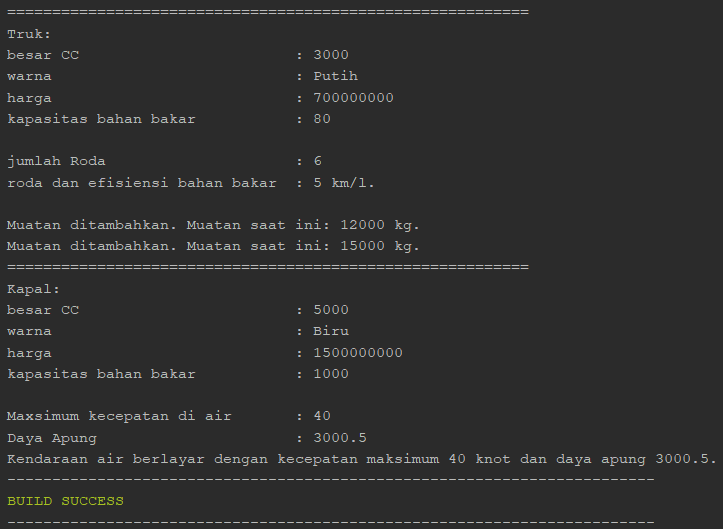 ==========================================================
Truk:
besar CC                        : 3000
warna                           : Putih
harga                           : 700000000
kapasitas bahan bakar           : 80

jumlah Roda                     : 6
roda dan efisiensi bahan bakar  : 5 km/l.

Muatan ditambahkan. Muatan saat ini: 12000 kg.
Muatan ditambahkan. Muatan saat ini: 15000 kg.
==========================================================
Kapal:
besar CC                        : 5000
warna                           : Biru
harga                           : 1500000000
kapasitas bahan bakar           : 1000

Maxsimum kecepatan di air       : 40
Daya Apung                      : 3000.5
Kendaraan air berlayar dengan kecepatan maksimum 40 knot dan daya apung 3000.5.
------------------------------------------------------------------------
BUILD SUCCESS
------------------------------------------------------------------------